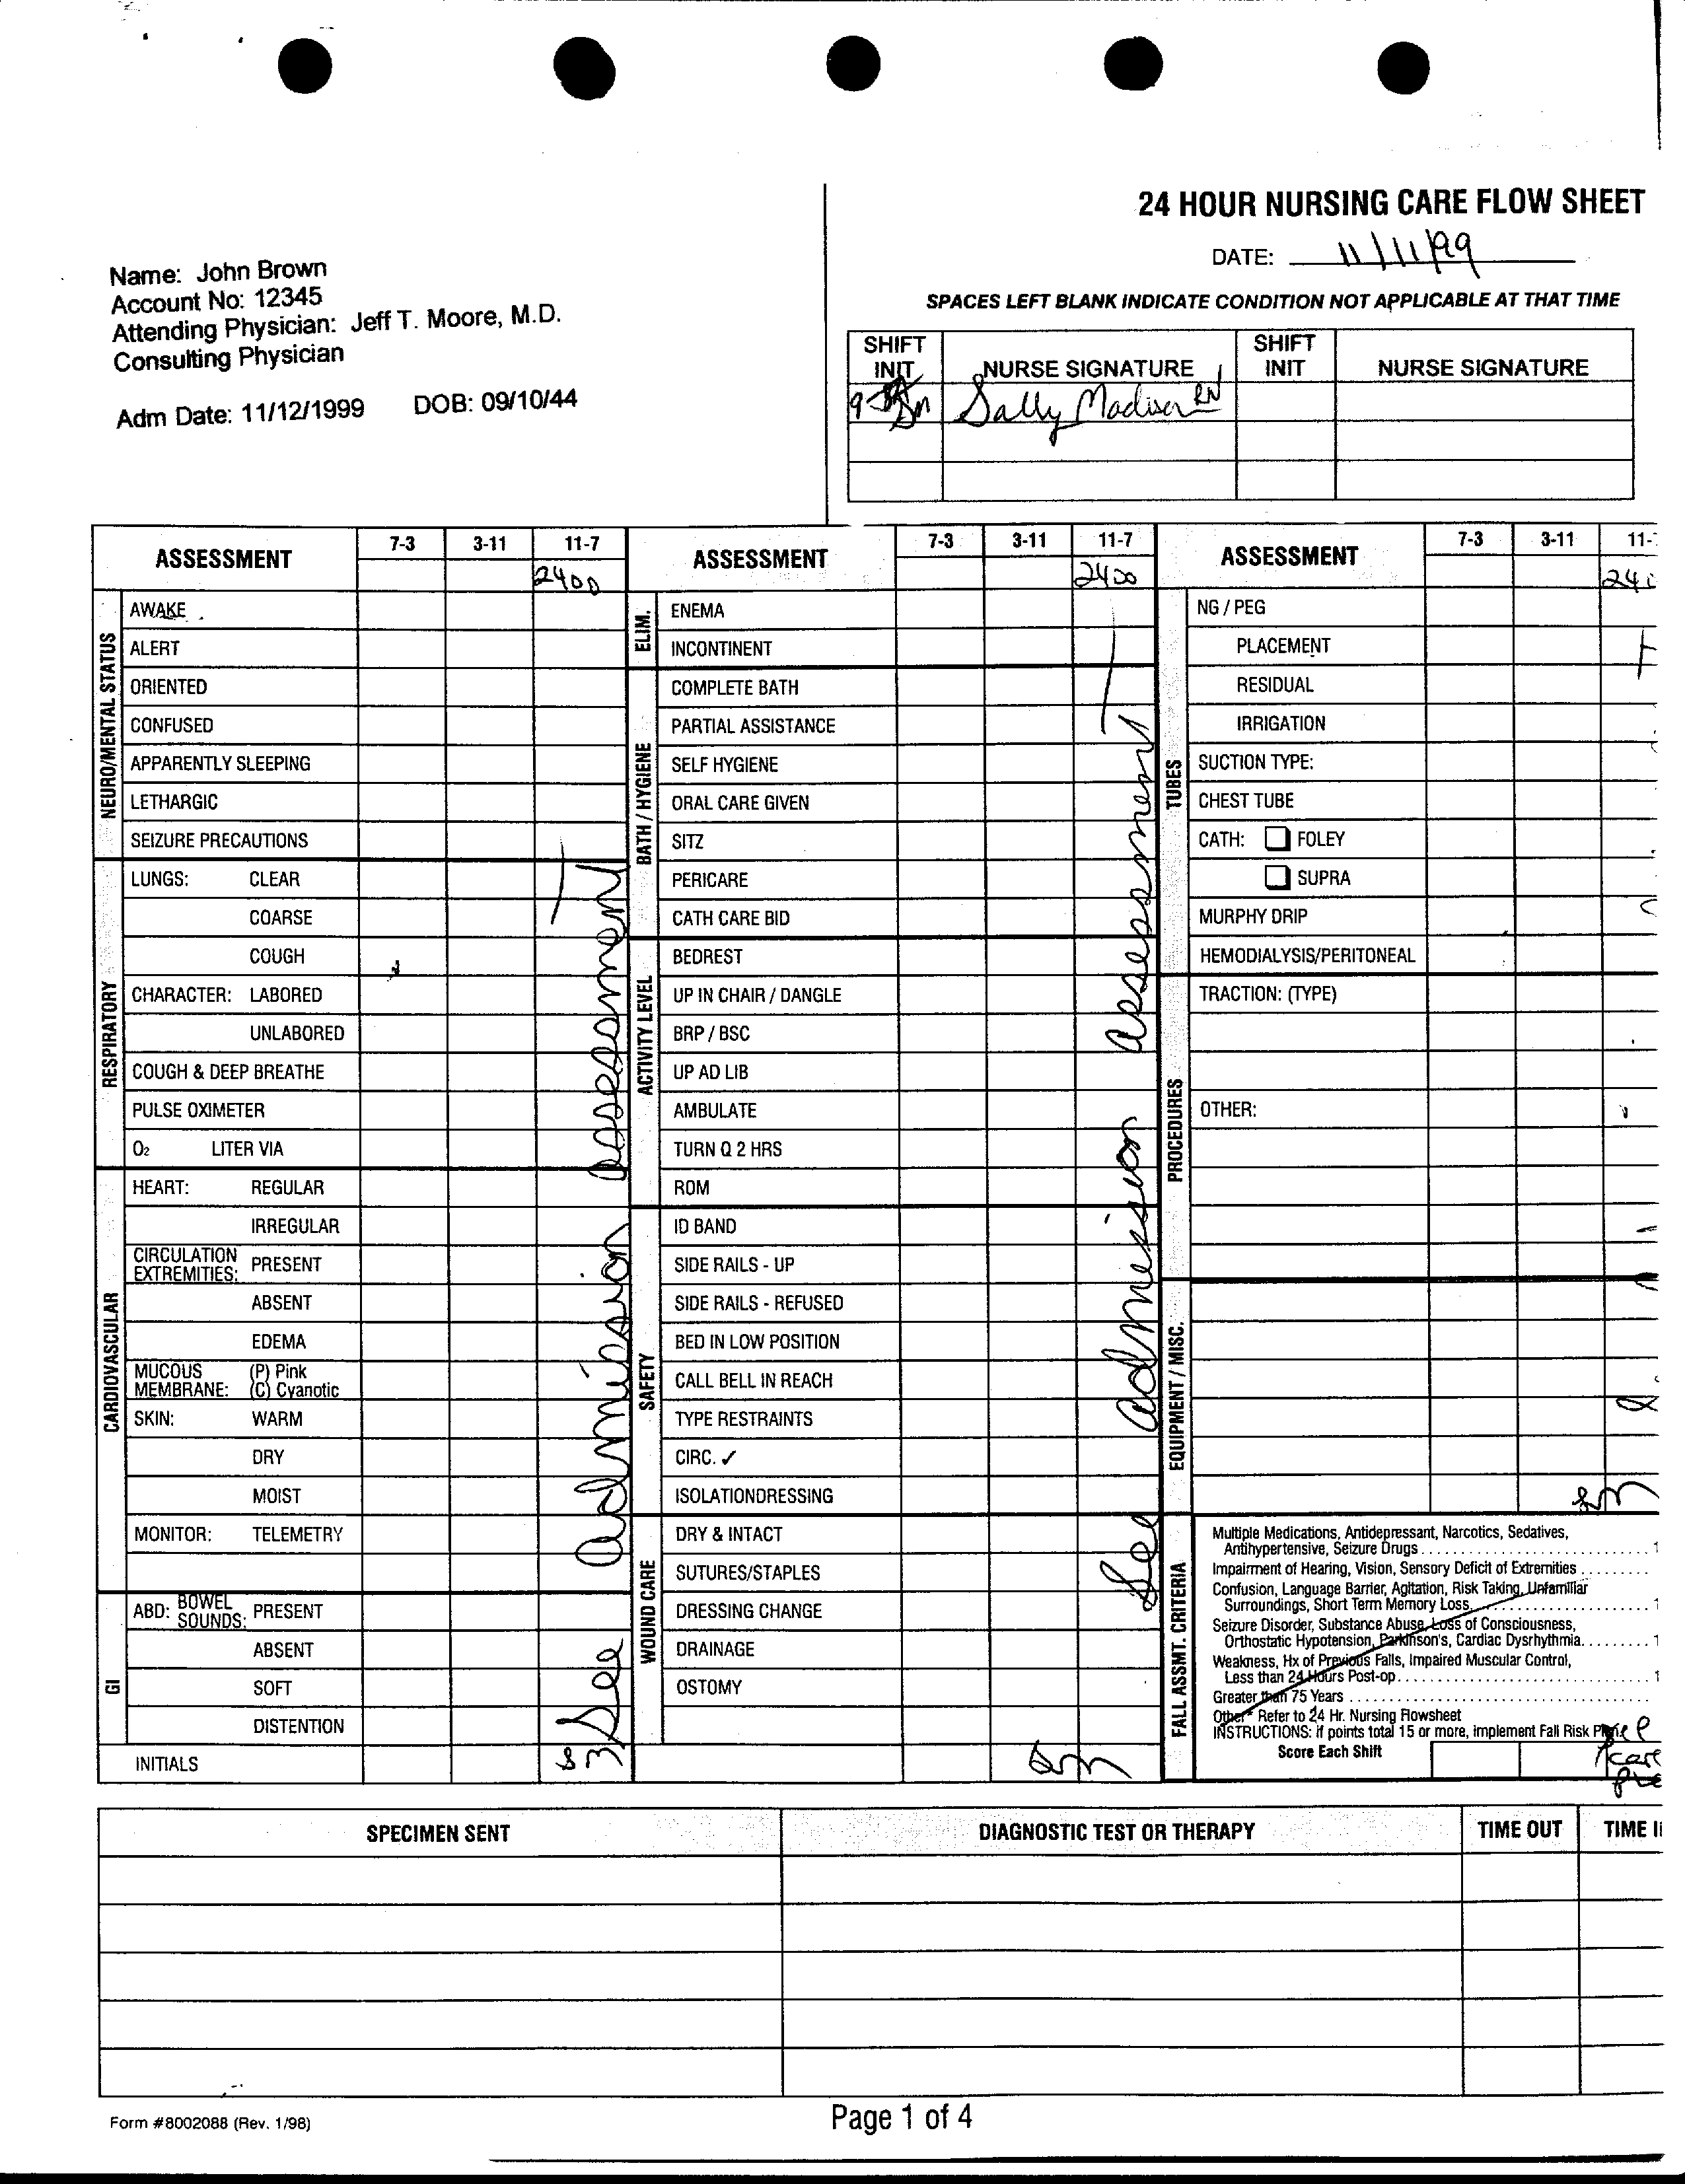 24 HOUR NURSING CARE FLOW SHEET
DATE: 11/11/99
SPACES LEFT BLANK INDICATE CONDITION NOT APPLICABLE AT THAT TIME
Name: John Brown
Account No: 12345
Attending Physician: Jeff T. Moore, M.D.
Consulting Physician
Adm Date: 11/12/1999 DOB: 09/10/44
SHIFT INIT NURSE SIGNATURE SHIFT INIT NURSE SIGNATURE
Sm Sally Madison RN
ASSESSMENT 7-3 3-11 11-7
2400
NEURO/MENTAL STATUS
AWAKE
ALERT
ORIENTED
CONFUSED
APPARENTLY SLEEPING
LETHARGIC
SEIZURE PRECAUTIONS
RESPIRATORY
LUNGS: CLEAR
COARSE
COUGH
CHARACTER: LABORED
UNLABORED
COUGH & DEEP BREATHE
PULSE OXIMETER
O2 LITER VIA
CARDIOVASCULAR
HEART: REGULAR
IRREGULAR
CIRCULATION EXTREMITIES: PRESENT
ABSENT
EDEMA
MUCOUS MEMBRANE: (P) Pink (C) Cyanotic
SKIN: WARM
DRY
MOIST
MONITOR: TELEMETRY
GI
ABD: BOWEL SOUNDS: PRESENT
ABSENT
SOFT
DISTENTION
INITIALS Sm
See admission assessment
ASSESSMENT 7-3 3-11 11-7
2400
ELIM.
ENEMA
INCONTINENT
BATH / HYGIENE
COMPLETE BATH
PARTIAL ASSISTANCE
SELF HYGIENE
ORAL CARE GIVEN
SITZ
PERICARE
CATH CARE BID
ACTIVITY LEVEL
BEDREST
UP IN CHAIR / DANGLE
BRP / BSC
UP AD LIB
AMBULATE
TURN Q 2 HRS
ROM
SAFETY
ID BAND
SIDE RAILS - UP
SIDE RAILS - REFUSED
BED IN LOW POSITION
CALL BELL IN REACH
TYPE RESTRAINTS
CIRC. ✓
ISOLATIONDRESSING
WOUND CARE
DRY & INTACT
SUTURES/STAPLES
DRESSING CHANGE
DRAINAGE
OSTOMY
Sm
See admission assessment
ASSESSMENT 7-3 3-11 11-
240
TUBES
NG / PEG
PLACEMENT
RESIDUAL
IRRIGATION
SUCTION TYPE:
CHEST TUBE
CATH: FOLEY
SUPRA
MURPHY DRIP
HEMODIALYSIS/PERITONEAL
PROCEDURES
TRACTION: (TYPE)
OTHER:
EQUIPMENT / MISC.
Sm
FALL ASSMT. CRITERIA
Multiple Medications, Antidepressant, Narcotics, Sedatives,
Antihypertensive, Seizure Drugs . . . 1
Impairment of Hearing, Vision, Sensory Deficit of Extremities . . .
Confusion, Language Barrier, Agitation, Risk Taking, Unfamilliar
Surroundings, Short Term Memory Loss. . . 1
Seizure Disorder, Substance Abuse, Loss of Consciousness,
Orthostatic Hypotension, Parkinson's, Cardiac Dysrhythmia. . . 1
Weakness, Hx of Previous Falls, Impaired Muscular Control,
Less than 24 Hours Post-op. . . 1
Greater than 75 Years . . .
Other - Refer to 24 Hr. Nursing Flowsheet
INSTRUCTIONS: If points total 15 or more, implement Fall Risk
Score Each Shift
care
SPECIMEN SENT DIAGNOSTIC TEST OR THERAPY TIME OUT TIME I
Form #8002088 (Rev. 1/98)
Page 1 of 4